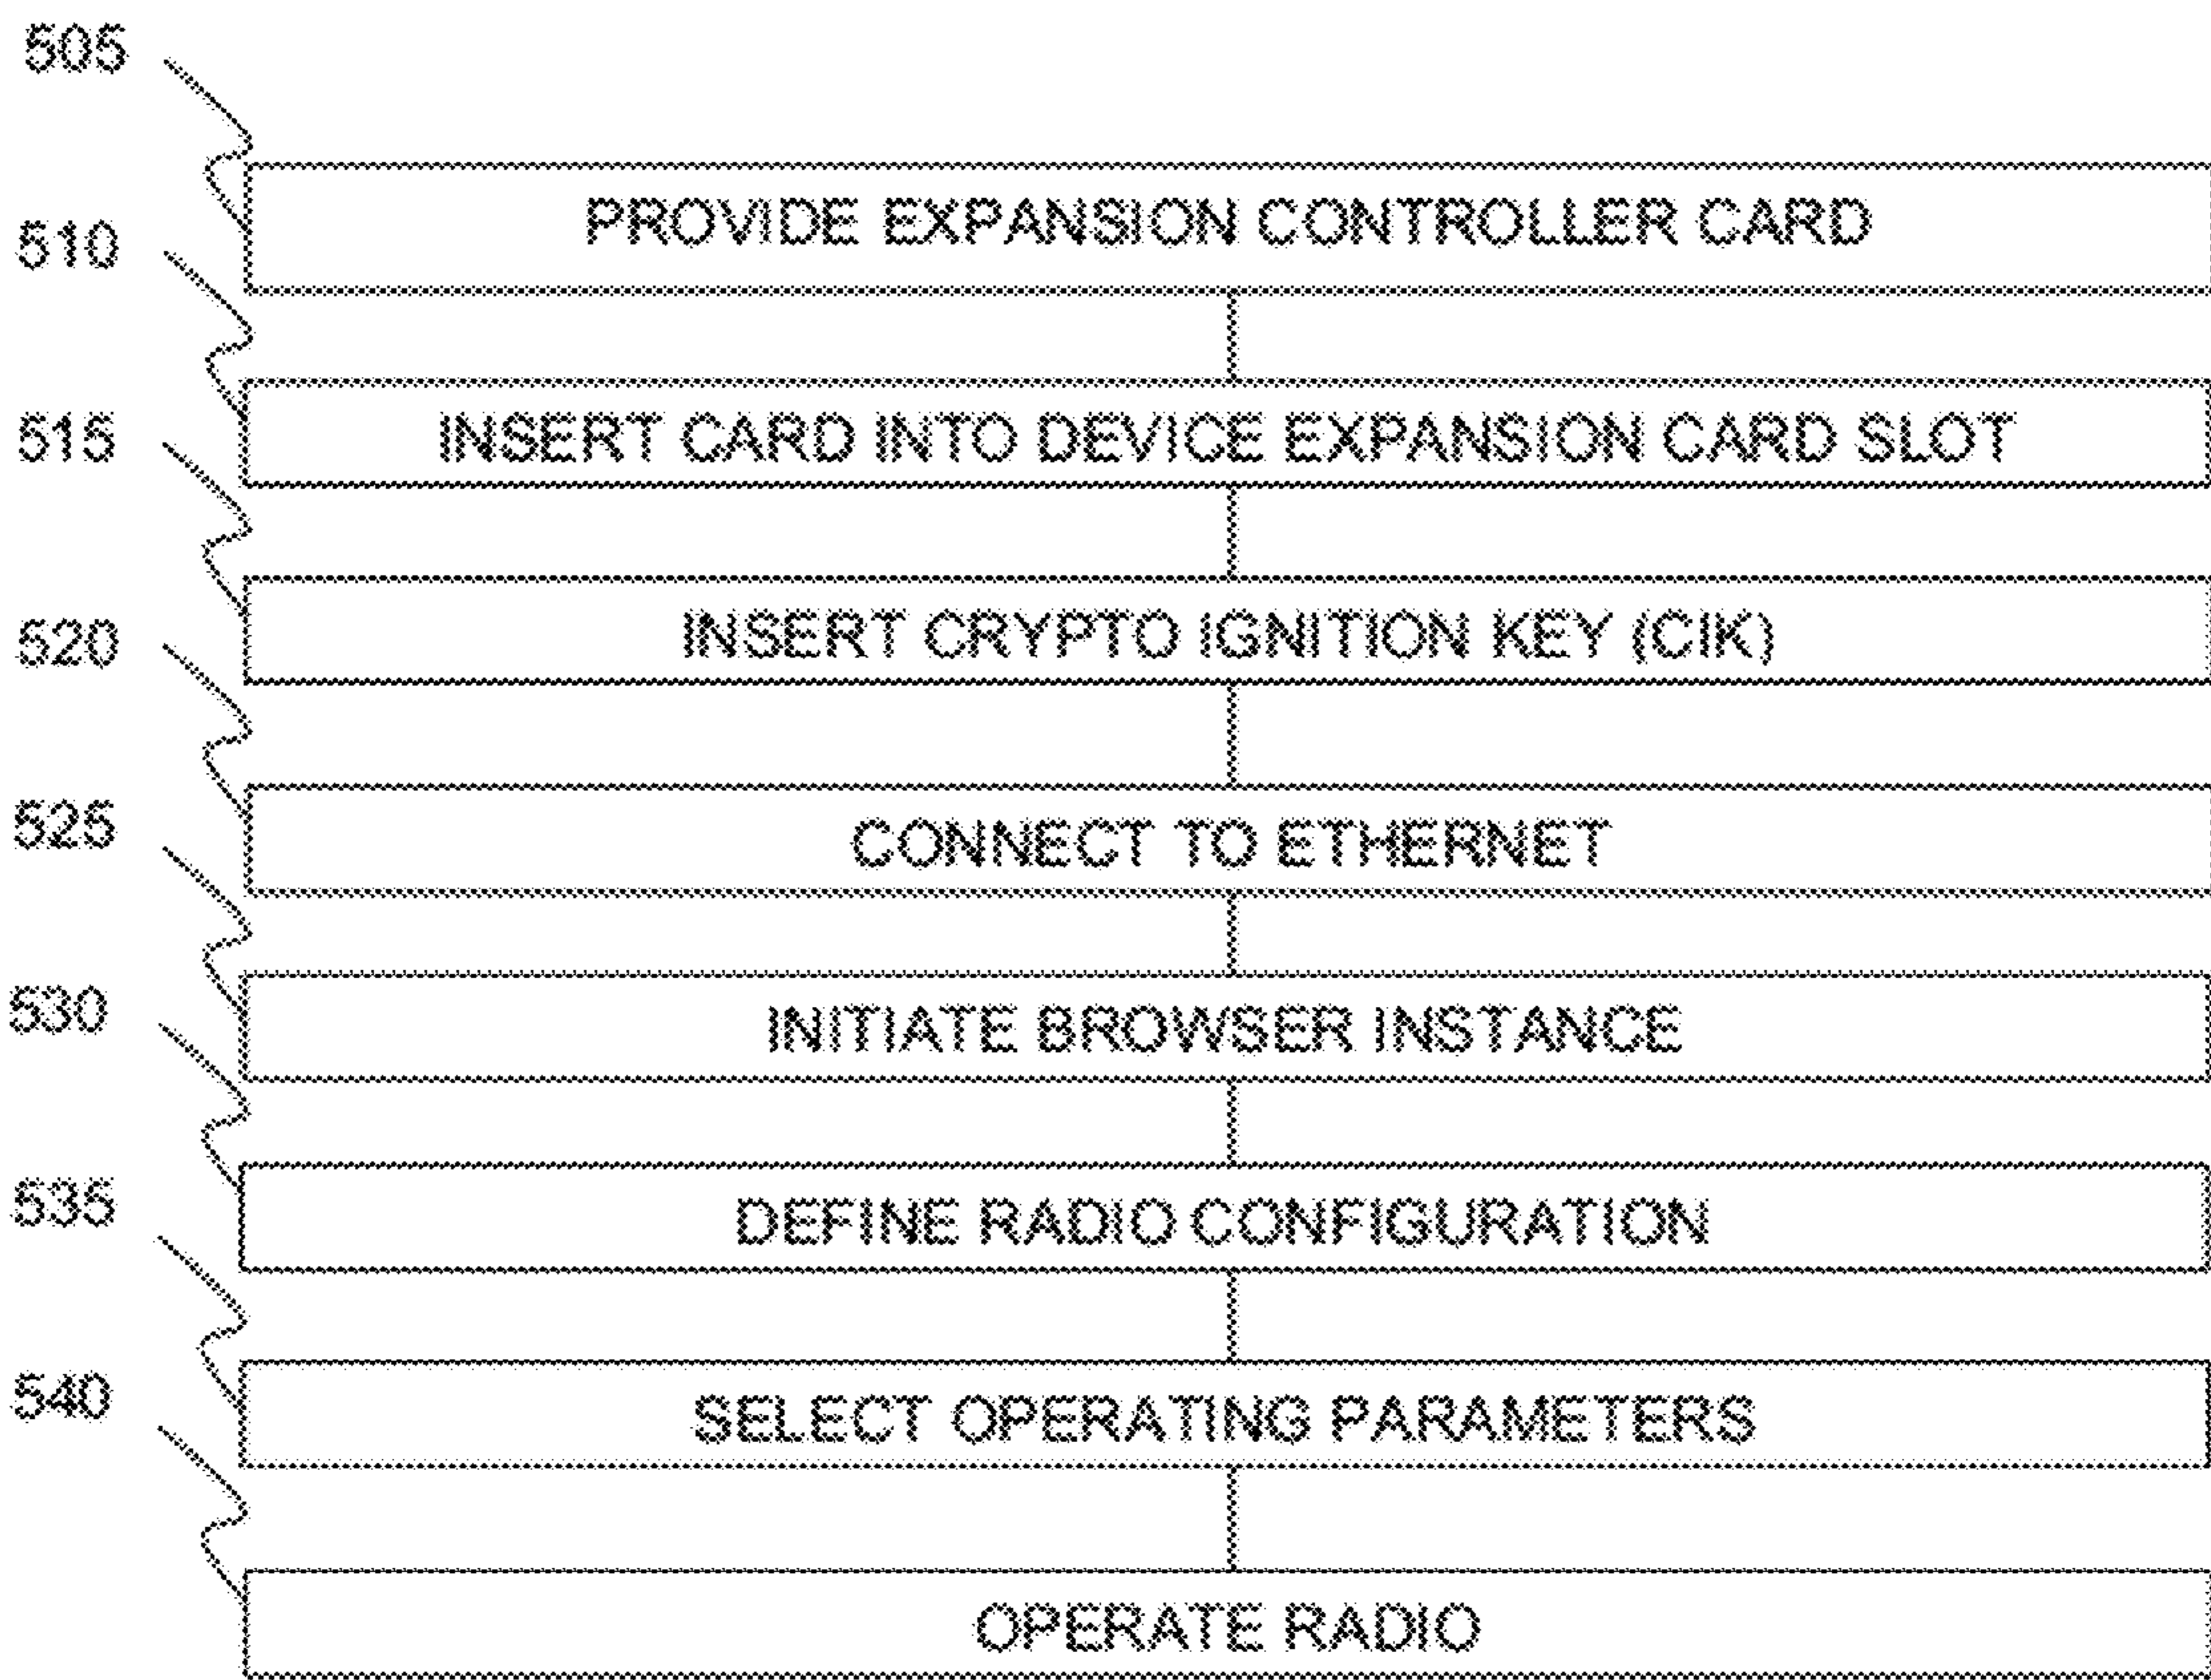 505
PROVIDE EXPANSION CONTROLLER CARD
510
INSERT CARD INTO DEVICE EXPANSION CARD SLOT
515
INSERT CRYPTO IGNITION KEY (CIK)
520
CONNECT TO ETHERNET
525
INITIATE BROWSER INSTANCE
530
DEFINE RADIO CONFIGURATION
535
SELECT OPERATING PARAMETERS
540
OPERATE RADIO